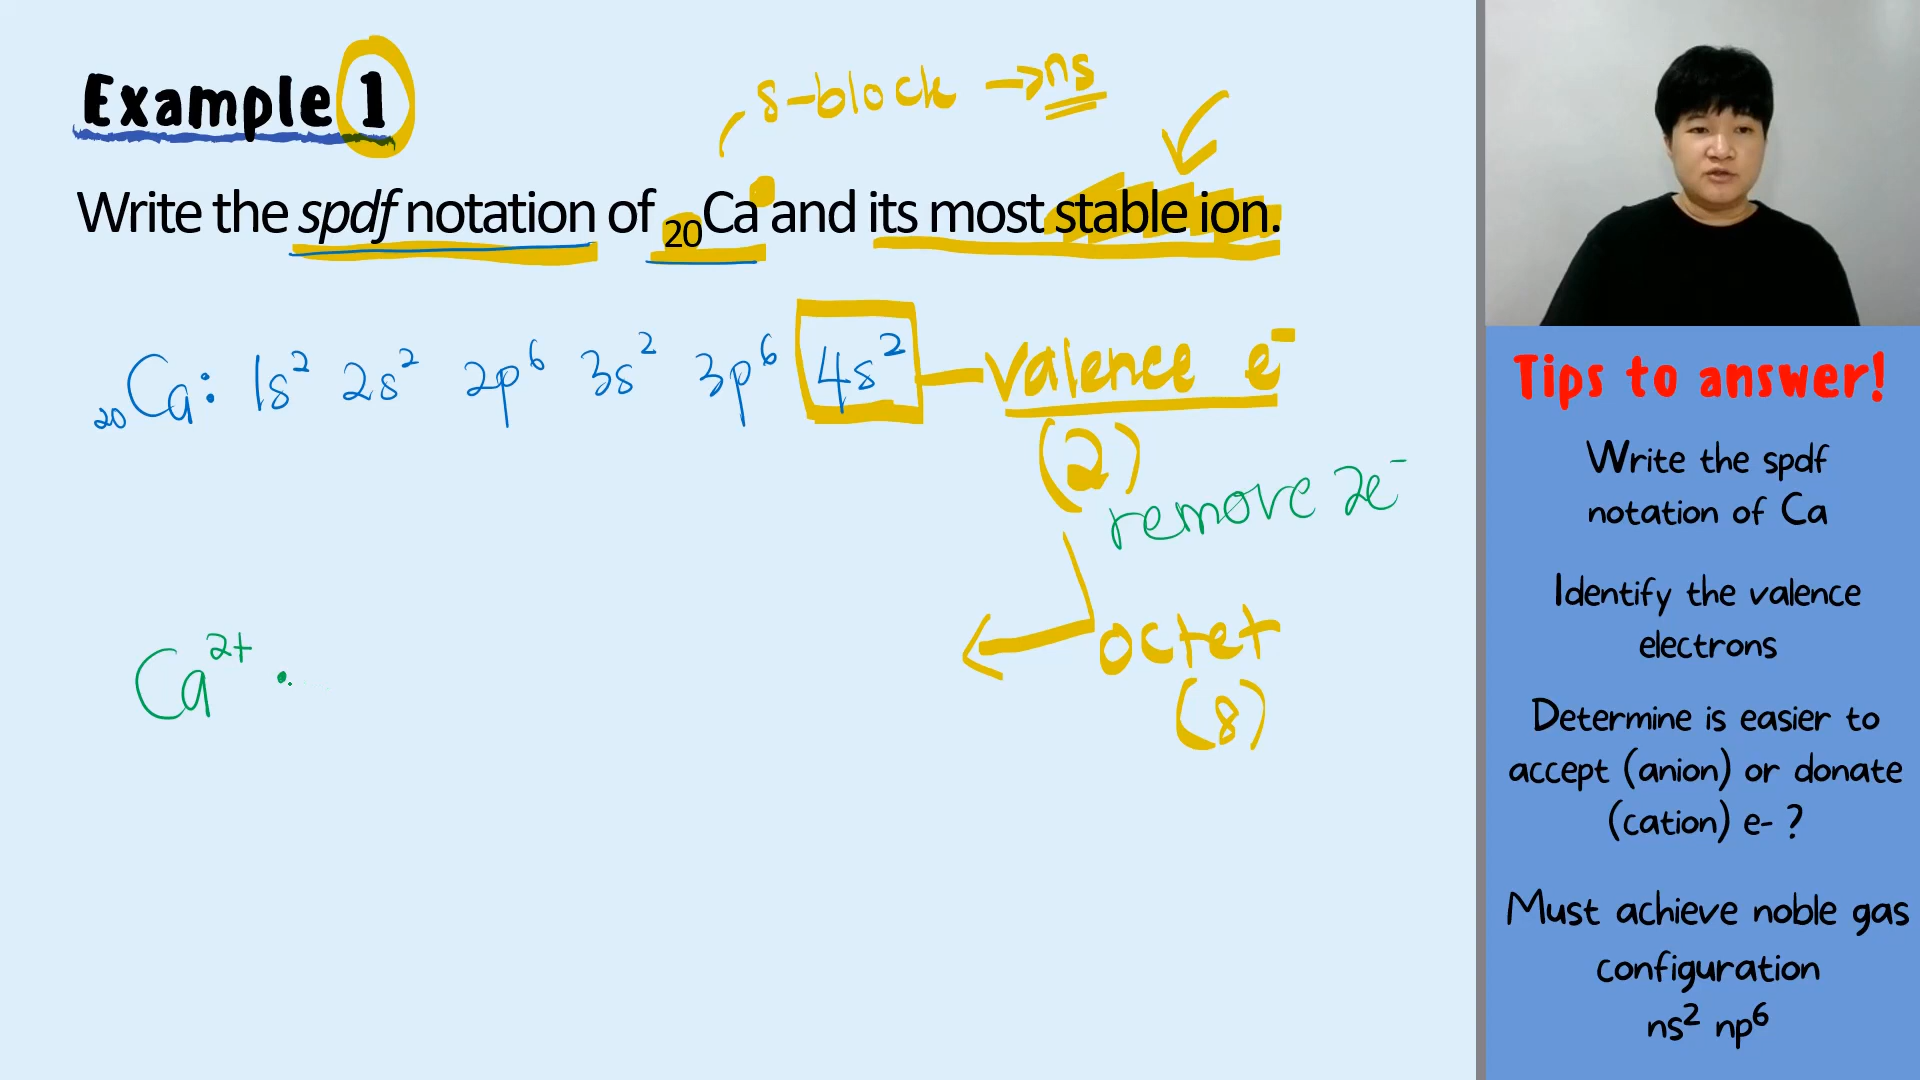 Example 1
s-block → ns
Write the spdf notation of ₂₀Ca and its most stable ion.
₂₀Ca: 1s² 2s² 2p⁶ 3s² 3p⁶ 4s² — valence e⁻
(2)
remove 2e⁻
octet
(8)
Ca²⁺ :
Tips to answer!
Write the spdf
notation of Ca
Identify the valence
electrons
Determine is easier to
accept (anion) or donate
(cation) e- ?
Must achieve noble gas
configuration
ns² np⁶